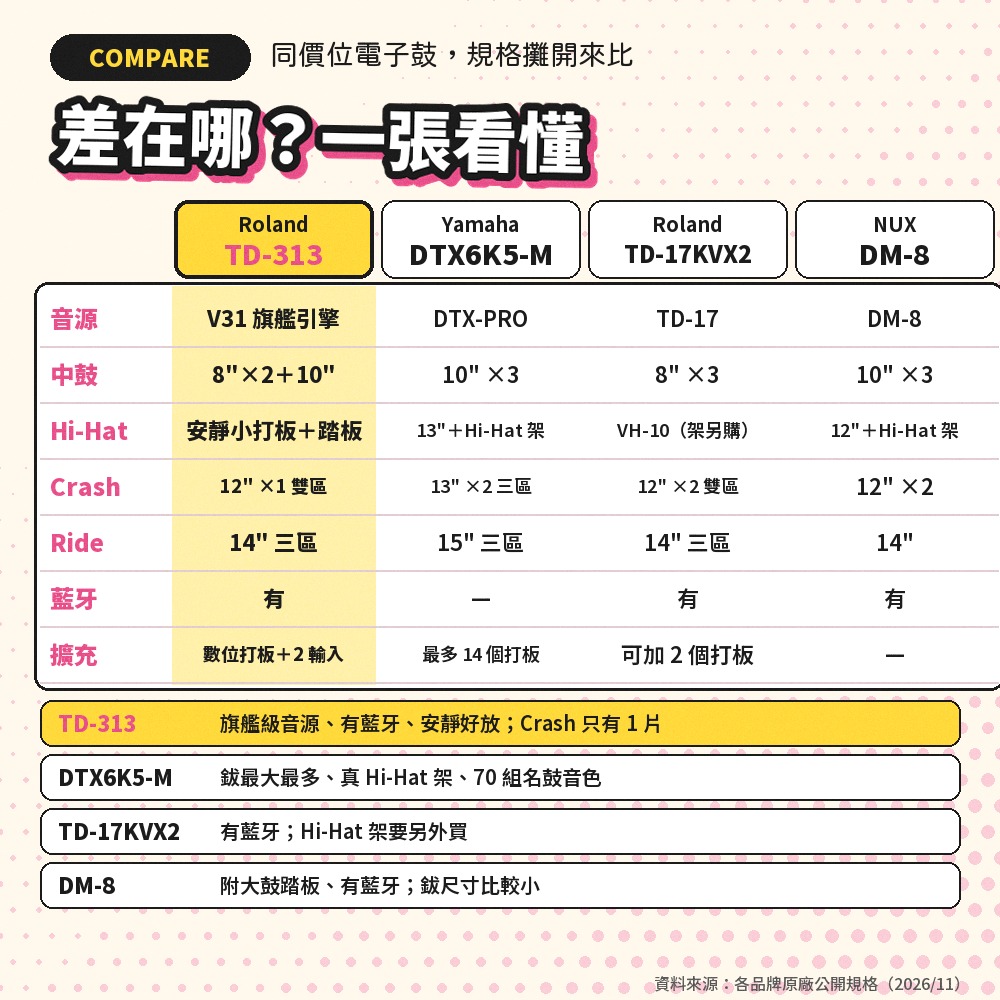 COMPARE 同價位電子鼓，規格攤開來比
差在哪？一張看懂
Roland Yamaha Roland NUX
TD-313 DTX6K5-M TD-17KVX2 DM-8
音源 V31 旗艦引擎 DTX-PRO TD-17 DM-8
中鼓 8"×2＋10" 10" ×3 8" ×3 10" ×3
Hi-Hat 安靜小打板＋踏板 13"＋Hi-Hat 架 VH-10（架另購） 12"＋Hi-Hat 架
Crash 12" ×1 雙區 13" ×2 三區 12" ×2 雙區 12" ×2
Ride 14" 三區 15" 三區 14" 三區 14"
藍牙 有 — 有 有
擴充 數位打板＋2 輸入 最多 14 個打板 可加 2 個打板 —
TD-313 旗艦級音源、有藍牙、安靜好放；Crash 只有 1 片
DTX6K5-M 鈸最大最多、真 Hi-Hat 架、70 組名鼓音色
TD-17KVX2 有藍牙；Hi-Hat 架要另外買
DM-8 附大鼓踏板、有藍牙；鈸尺寸比較小
資料來源：各品牌原廠公開規格（2026/11）